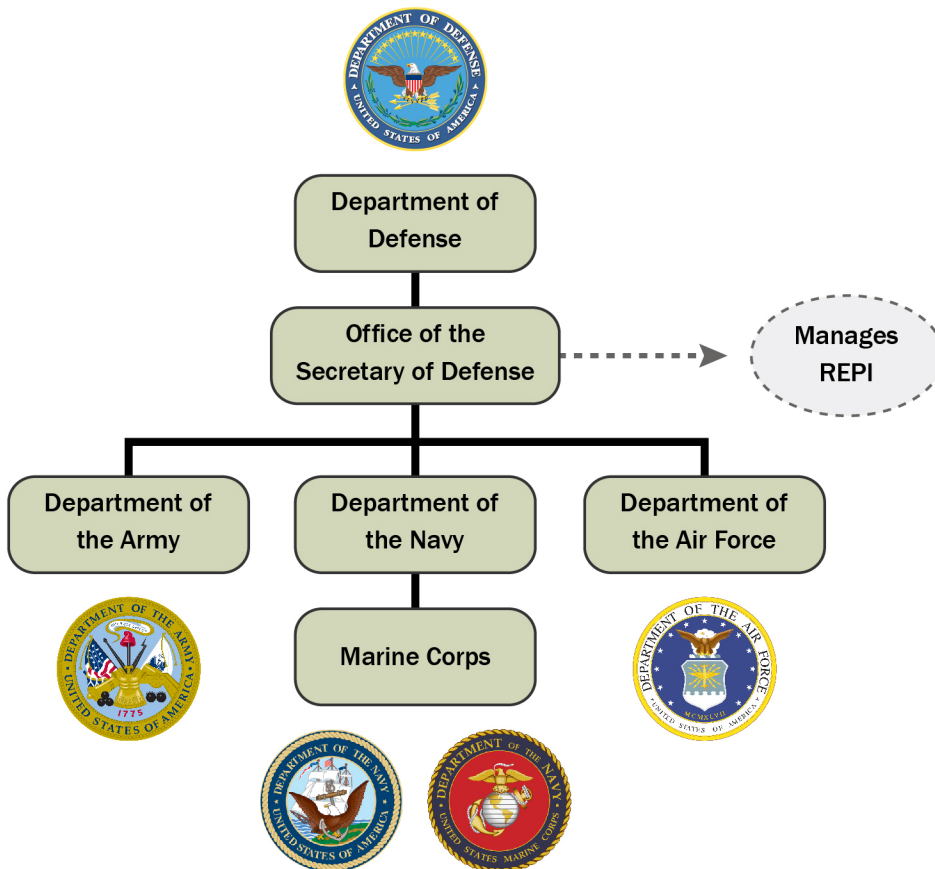 DEPARTMENT OF DEFENSE
UNITED STATES OF AMERICA
Department of
Defense
Office of the
Secretary of Defense
Manages
REPI
Department of
the Army
Department of
the Navy
Department of
the Air Force
Marine Corps
DEPARTMENT OF THE ARMY
1775
UNITED STATES OF AMERICA
DEPARTMENT OF THE AIR FORCE
MCMXLVII
UNITED STATES OF AMERICA
DEPARTMENT OF THE NAVY
UNITED STATES OF AMERICA
DEPARTMENT OF THE NAVY
UNITED STATES MARINE CORPS